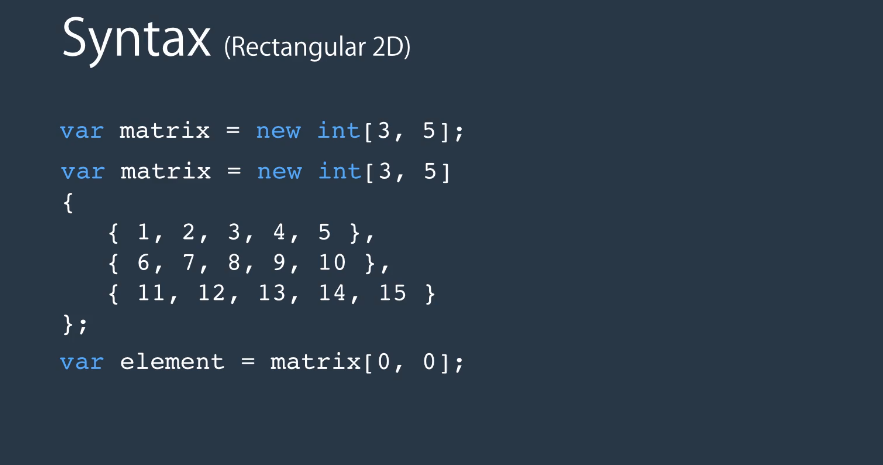 Syntax (Rectangular 2D)
var matrix = new int[3, 5];
var matrix = new int[3, 5]
{
{ 1, 2, 3, 4, 5 },
{ 6, 7, 8, 9, 10 },
{ 11, 12, 13, 14, 15 }
};
var element = matrix[0, 0];